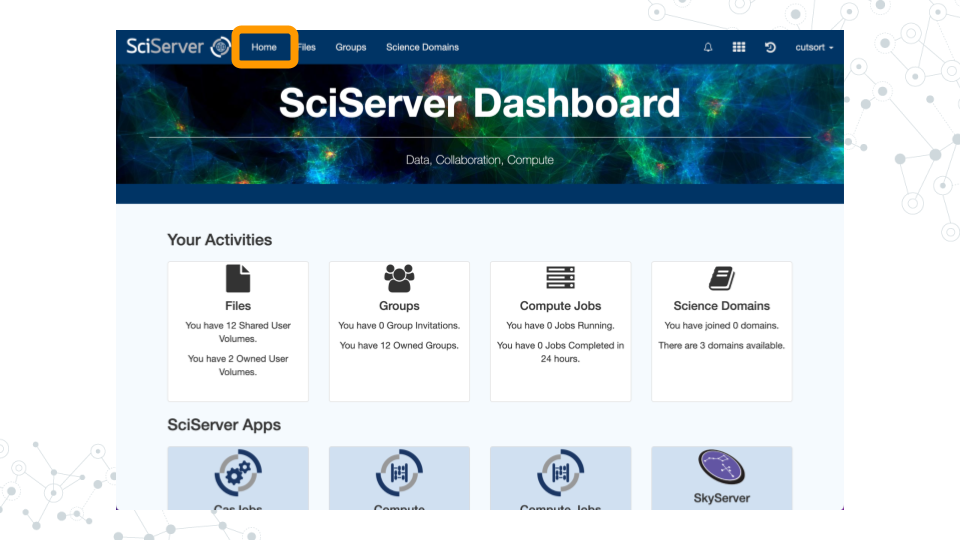 SciServer
Home
Files
Groups
Science Domains
cutsort
SciServer Dashboard
Data, Collaboration, Compute
Your Activities
Files
You have 12 Shared User
Volumes.
You have 2 Owned User
Volumes.
Groups
You have 0 Group Invitations.
You have 12 Owned Groups.
Compute Jobs
You have 0 Jobs Running.
You have 0 Jobs Completed in
24 hours.
Science Domains
You have joined 0 domains.
There are 3 domains available.
SciServer Apps
CasJobs
Compute
Compute Jobs
SkyServer